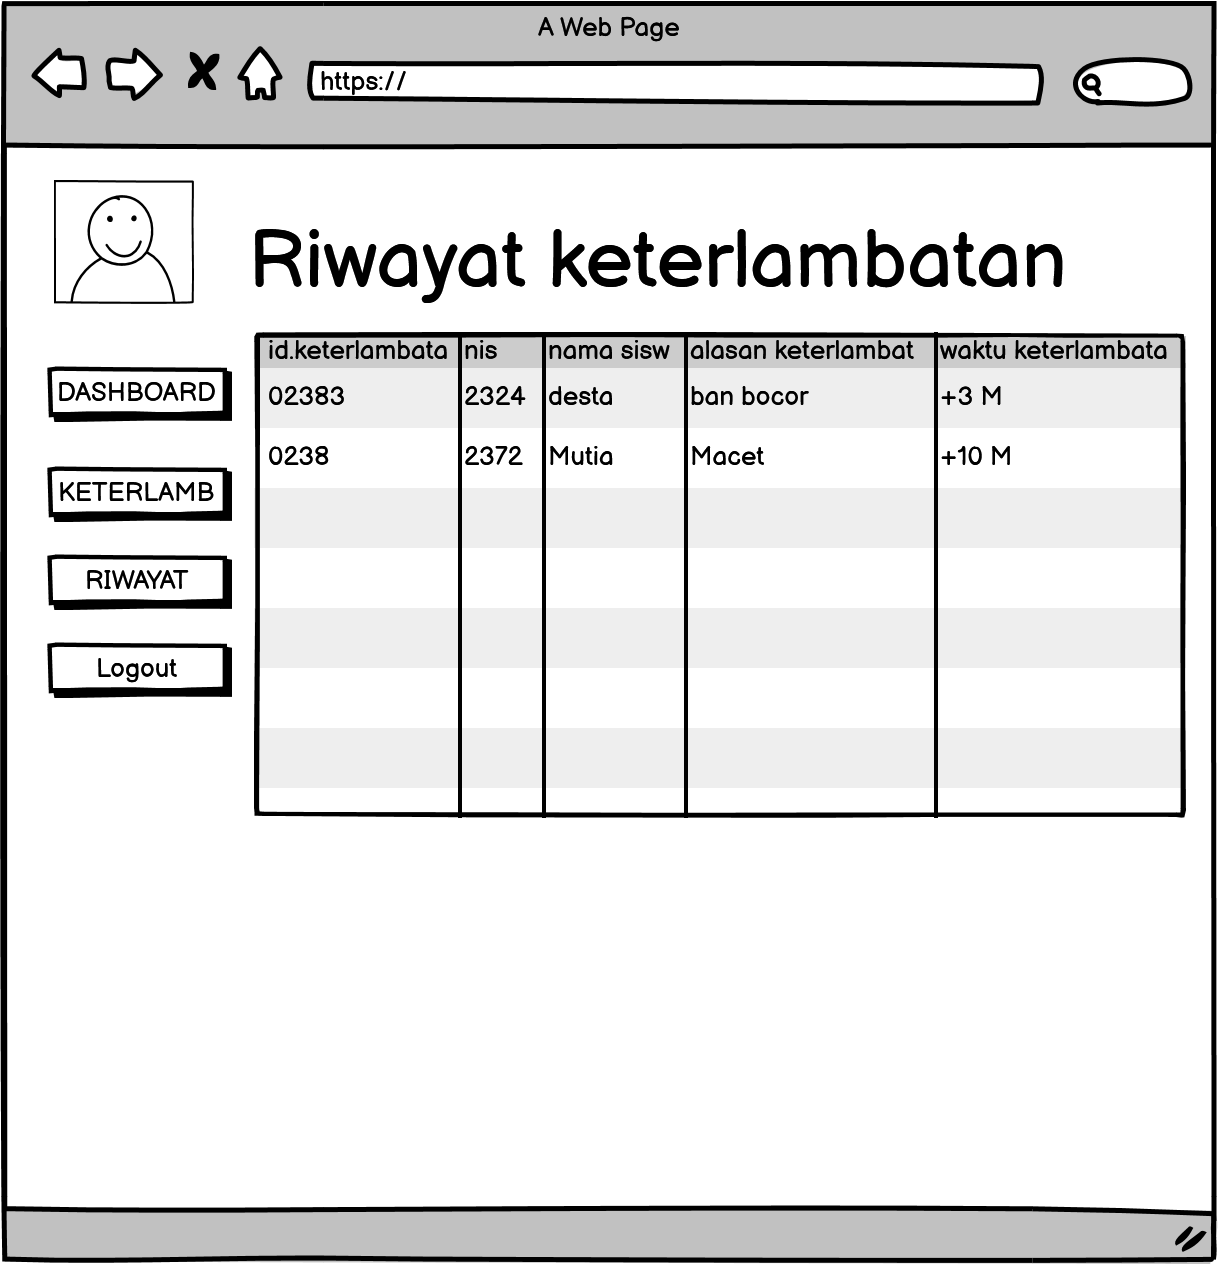 A Web Page
https://
Riwayat keterlambatan
id.keterlambata nis nama sisw alasan keterlambat waktu keterlambata
DASHBOARD
02383 2324 desta ban bocor +3 M
0238 2372 Mutia Macet +10 M
KETERLAMB
RIWAYAT
Logout